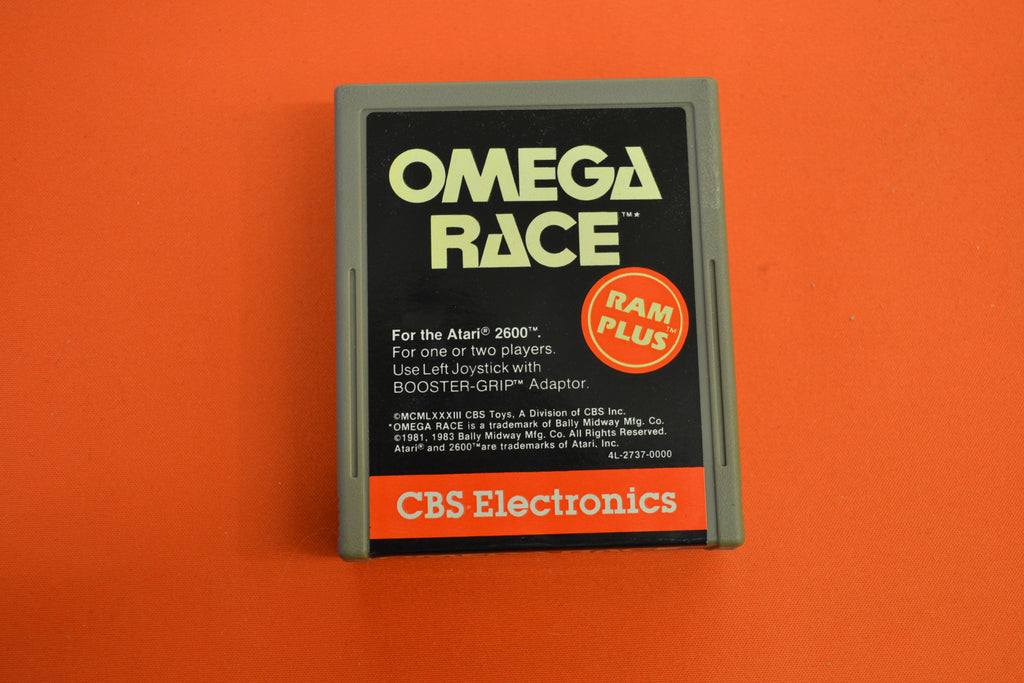 OMEGA
RACE™*
RAM
PLUS™
For the Atari® 2600™.
For one or two players.
Use Left Joystick with
BOOSTER-GRIP™ Adaptor.
©MCMLXXXIII CBS Toys, A Division of CBS Inc.
*OMEGA RACE is a trademark of Bally Midway Mfg. Co.
©1981, 1983 Bally Midway Mfg. Co. All Rights Reserved.
Atari® and 2600™ are trademarks of Atari, Inc.
4L-2737-0000
CBS Electronics